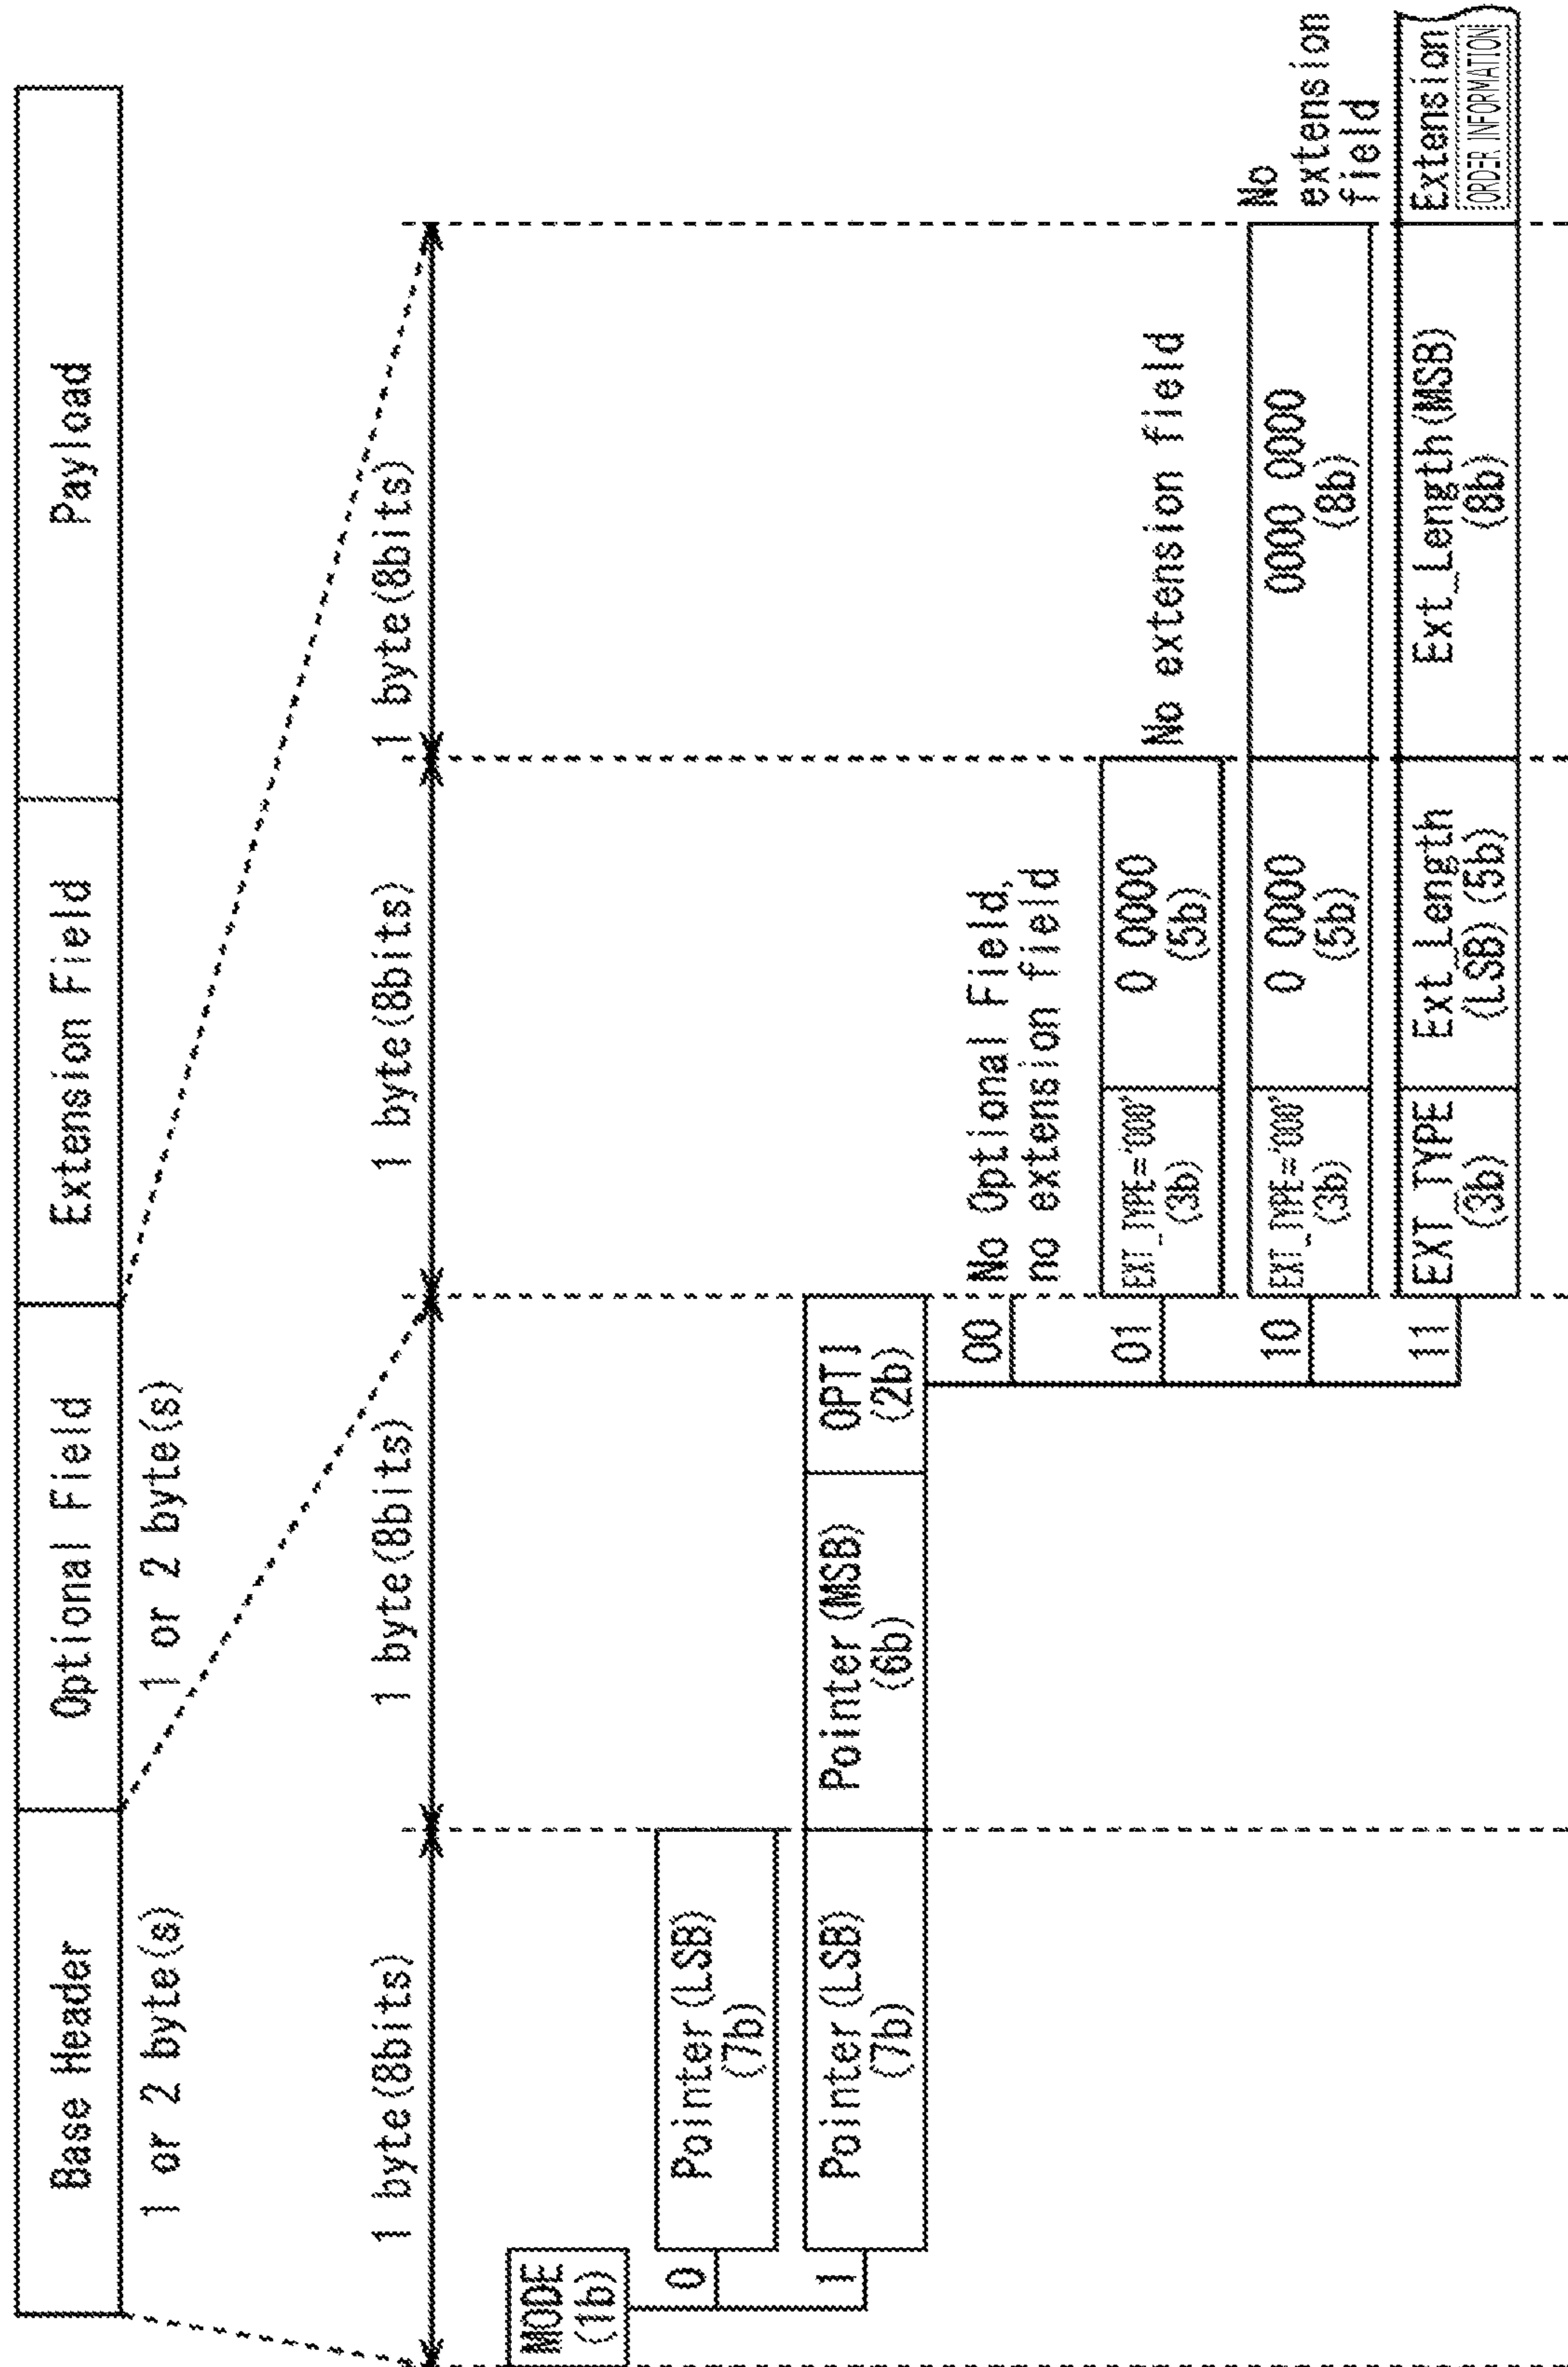 Base Header
Optional Field
Extension Field
Payload
1 or 2 byte(s)
1 or 2 byte(s)
1 byte(8bits)
1 byte(8bits)
1 byte(8bits)
1 byte(8bits)
MODE
(1b)
0
Pointer(LSB)
(7b)
1
Pointer(LSB)
(7b)
Pointer(MSB)
(6b)
OPTI
(2b)
00
No Optional Field,
no extension field
01
EXT_TYPE='000'
(3b)
0 0000
(5b)
No extension field
10
EXT_TYPE='000'
(3b)
0 0000
(5b)
0000 0000
(8b)
No
extension
field
11
EXT_TYPE
(3b)
Ext_Length
(LSB)(5b)
Ext_Length(MSB)
(8b)
Extension
ORDER INFORMATION